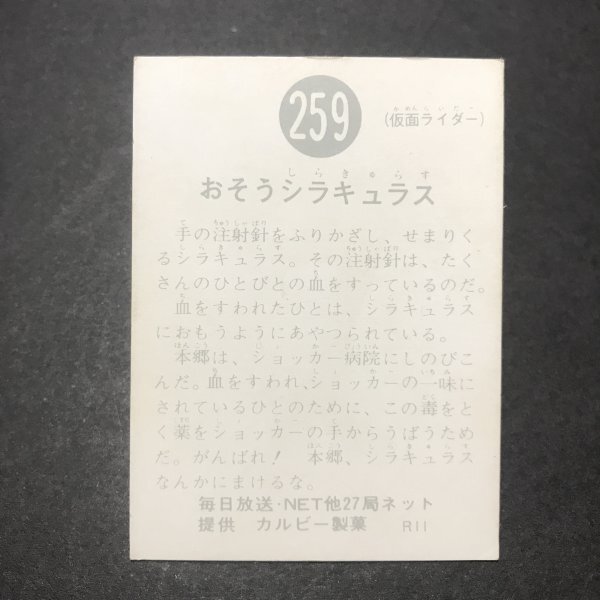 259
(仮面ライダー)
おそうシラキュラス
手の注射針をふりかざし、せまりく
るシラキュラス。その注射針は、たく
さんのひとびとの血をすっているのだ。
血をすわれたひとは、シラキュラス
におもうようにあやつられている。
本郷は、ショッカー病院にしのびこ
んだ。血をすわれ、ショッカーの一味に
されているひとのために、この毒をと
く薬をショッカーの手からうばうため
だ。がんばれ! 本郷、シラキュラス
なんかにまけるな。
毎日放送・NET他27局ネット
提供 カルビー製菓 R11